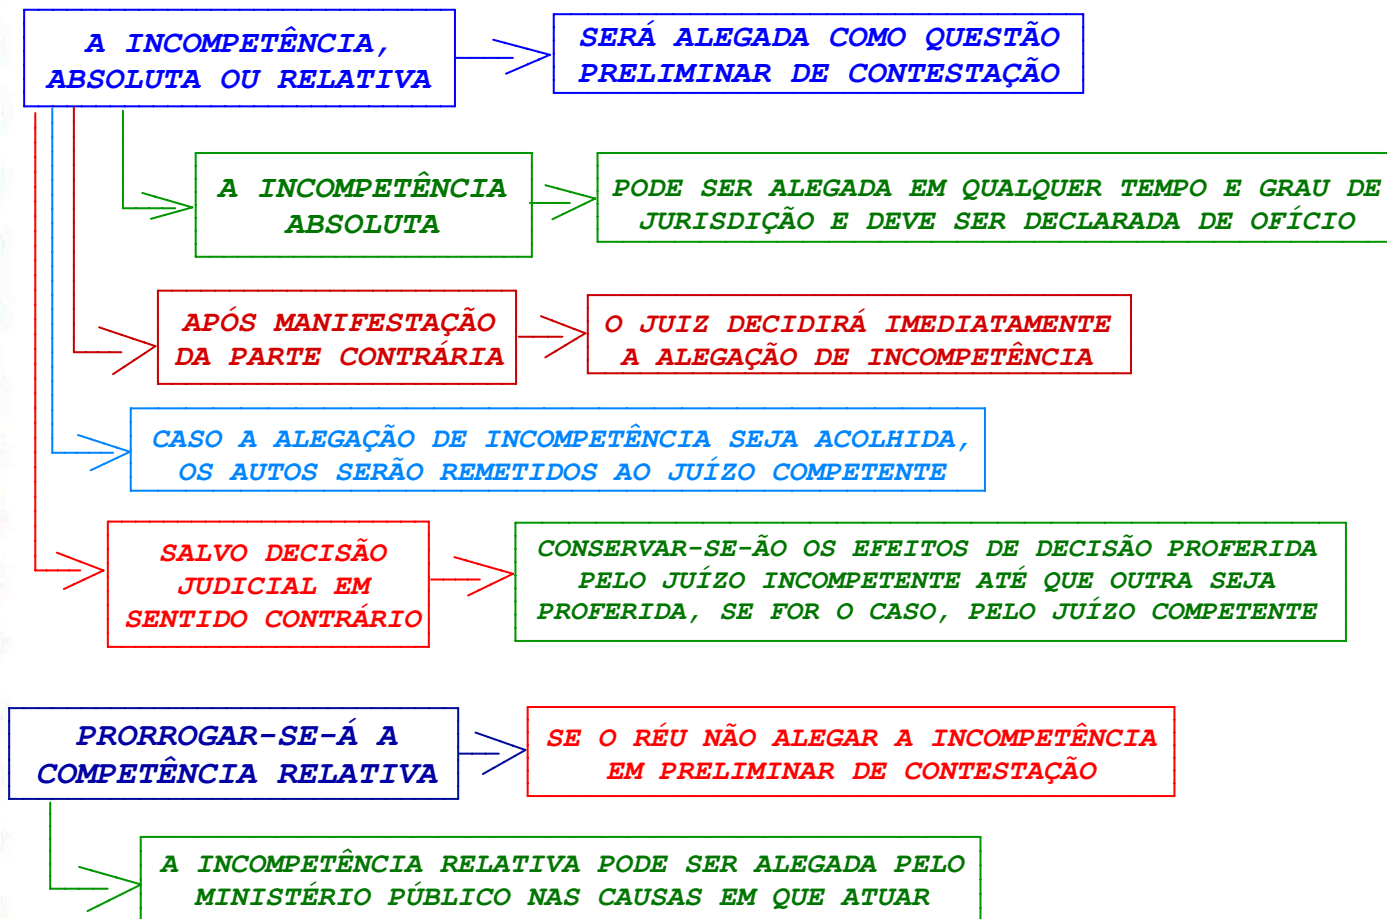 A INCOMPETÊNCIA,
ABSOLUTA OU RELATIVA
SERÁ ALEGADA COMO QUESTÃO
PRELIMINAR DE CONTESTAÇÃO
A INCOMPETÊNCIA
ABSOLUTA
PODE SER ALEGADA EM QUALQUER TEMPO E GRAU DE
JURISDIÇÃO E DEVE SER DECLARADA DE OFÍCIO
APÓS MANIFESTAÇÃO
DA PARTE CONTRÁRIA
O JUIZ DECIDIRÁ IMEDIATAMENTE
A ALEGAÇÃO DE INCOMPETÊNCIA
CASO A ALEGAÇÃO DE INCOMPETÊNCIA SEJA ACOLHIDA,
OS AUTOS SERÃO REMETIDOS AO JUÍZO COMPETENTE
SALVO DECISÃO
JUDICIAL EM
SENTIDO CONTRÁRIO
CONSERVAR-SE-ÃO OS EFEITOS DE DECISÃO PROFERIDA
PELO JUÍZO INCOMPETENTE ATÉ QUE OUTRA SEJA
PROFERIDA, SE FOR O CASO, PELO JUÍZO COMPETENTE
PRORROGAR-SE-Á A
COMPETÊNCIA RELATIVA
SE O RÉU NÃO ALEGAR A INCOMPETÊNCIA
EM PRELIMINAR DE CONTESTAÇÃO
A INCOMPETÊNCIA RELATIVA PODE SER ALEGADA PELO
MINISTÉRIO PÚBLICO NAS CAUSAS EM QUE ATUAR